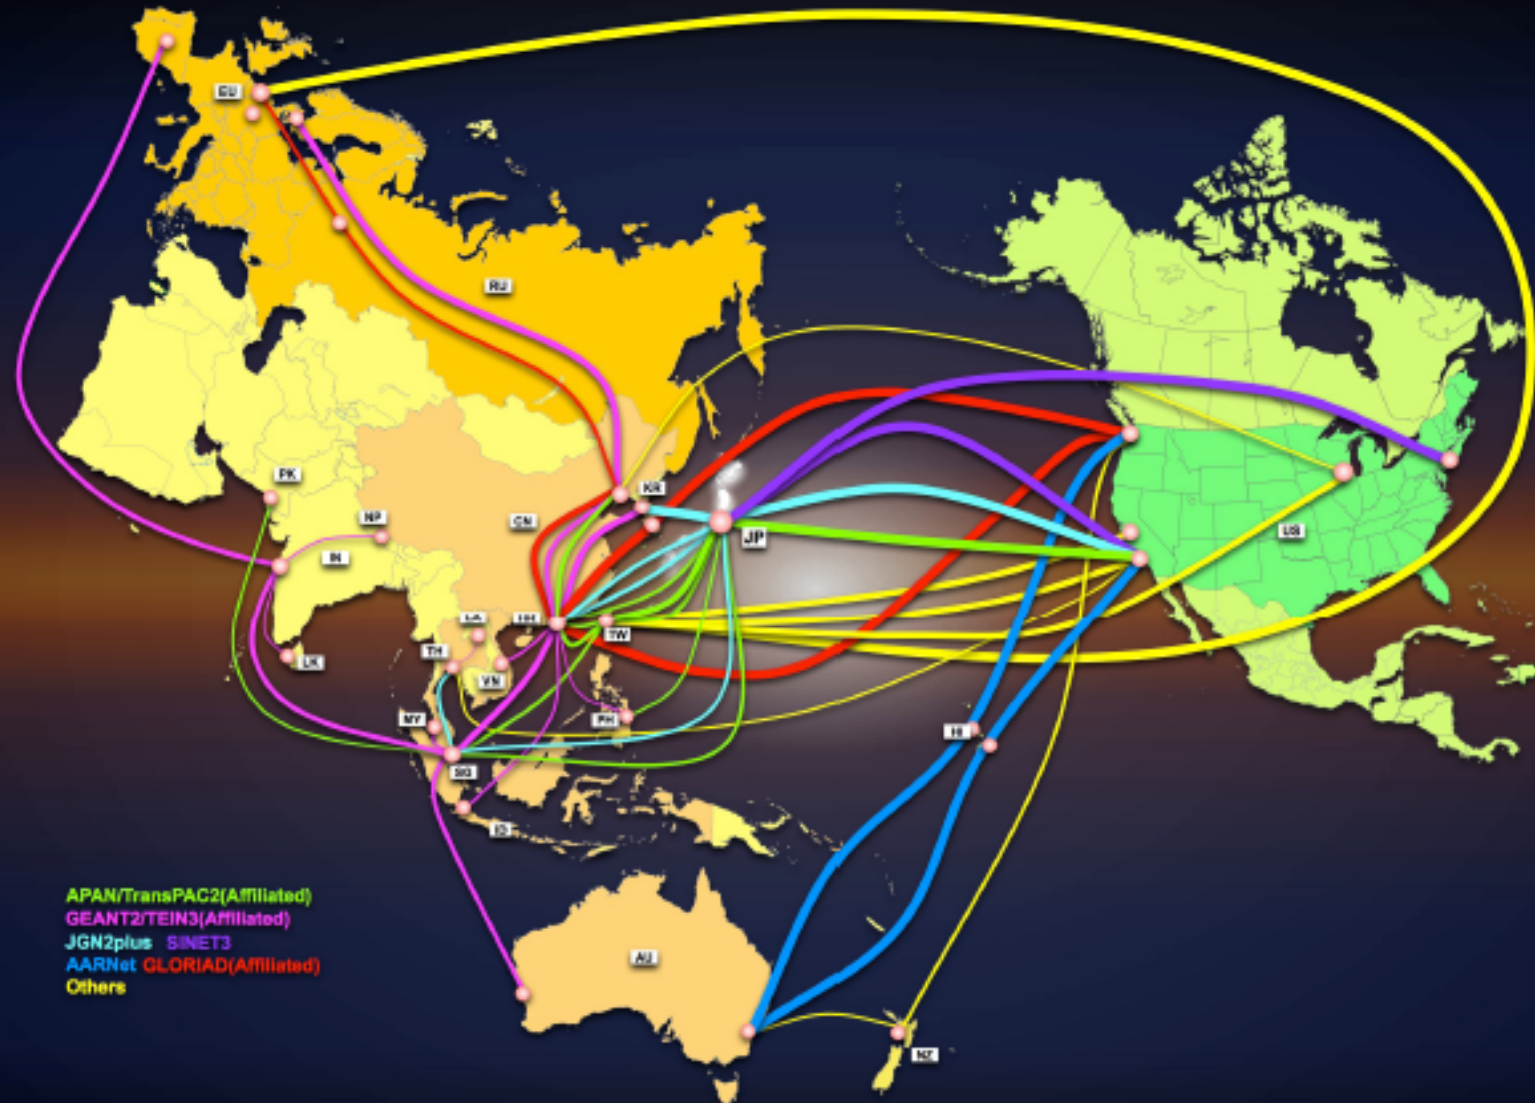 EU
RU
PK
KR
NP
CN
JP
US
IN
LA
HK
TW
TH
LK
VN
MY
PH
HI
SG
ID
APAN/TransPAC2(Affiliated)
GEANT2/TEIN3(Affiliated)
JGN2plus SINET3
AARNet GLORIAD(Affiliated)
Others
AU
NZ